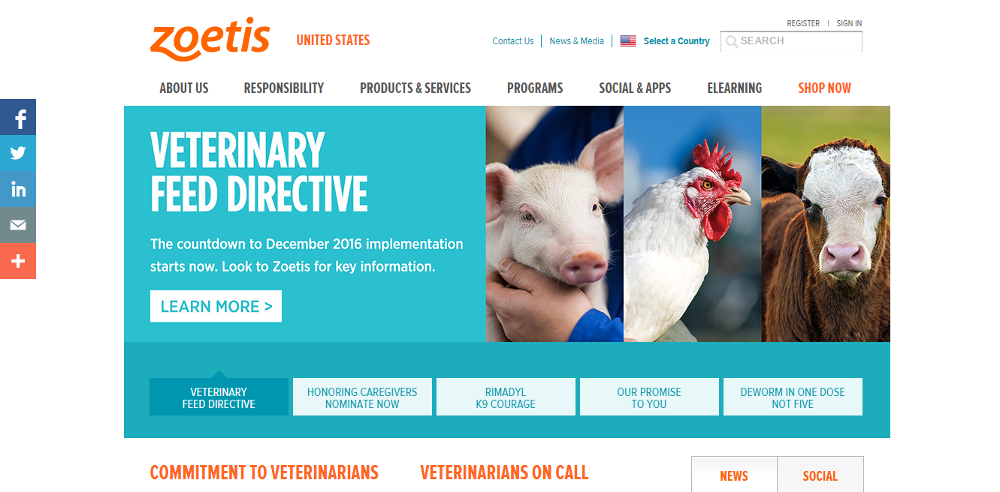 zoetis
UNITED STATES
REGISTER | SIGN IN
Contact Us | News & Media | Select a Country
SEARCH
ABOUT US RESPONSIBILITY PRODUCTS & SERVICES PROGRAMS SOCIAL & APPS ELEARNING SHOP NOW
f
in
VETERINARY
FEED DIRECTIVE
The countdown to December 2016 implementation
starts now. Look to Zoetis for key information.
LEARN MORE >
VETERINARY
FEED DIRECTIVE
HONORING CAREGIVERS
NOMINATE NOW
RIMADYL
K9 COURAGE
OUR PROMISE
TO YOU
DEWORM IN ONE DOSE
NOT FIVE
COMMITMENT TO VETERINARIANS
VETERINARIANS ON CALL
NEWS
SOCIAL